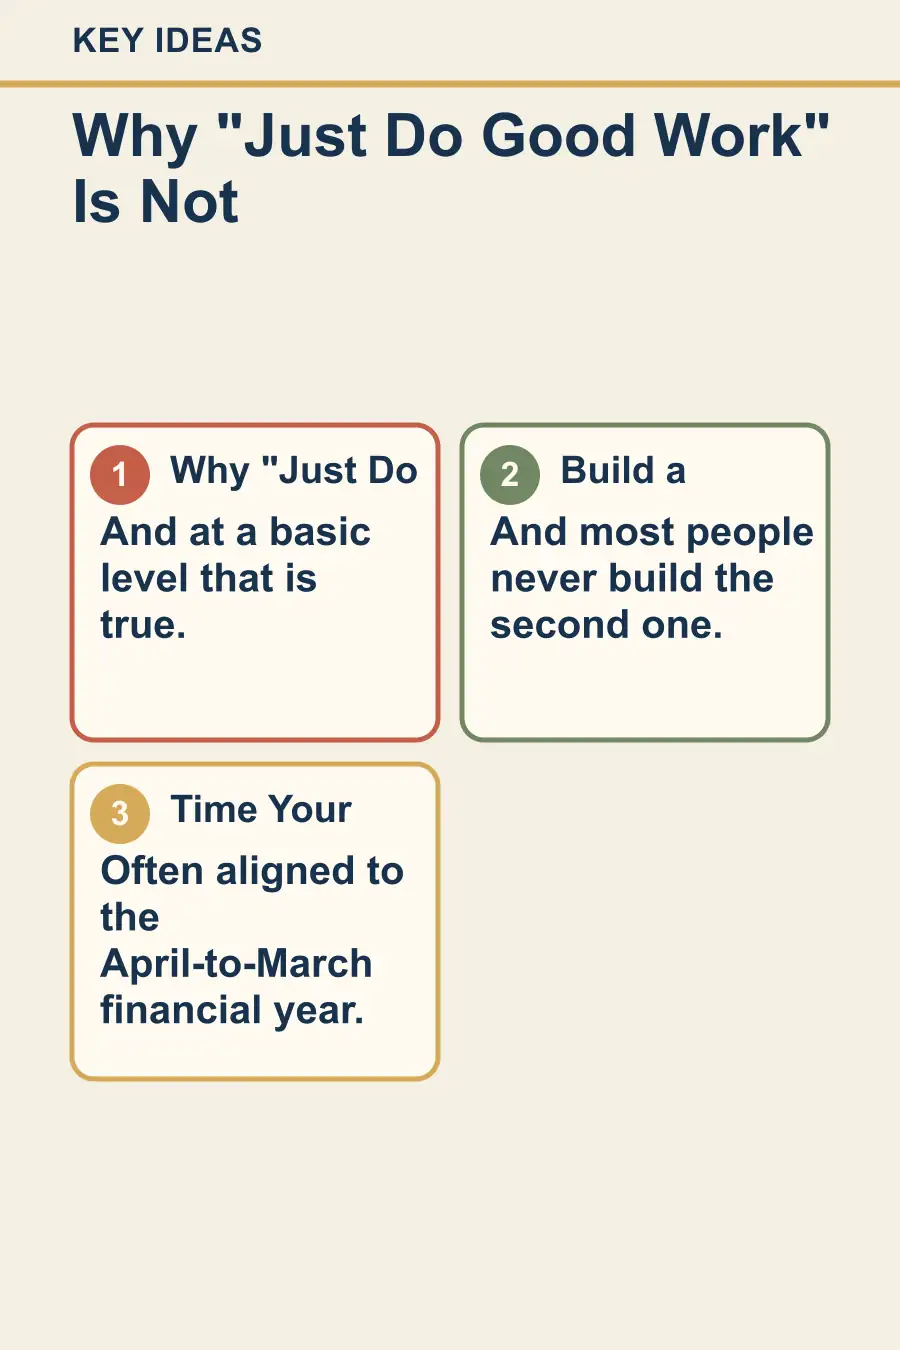 KEY IDEAS
Why "Just Do Good Work"
Is Not
1
Why "Just Do
And at a basic
level that is
true.
2
Build a
And most people
never build the
second one.
3
Time Your
Often aligned to
the
April-to-March
financial year.